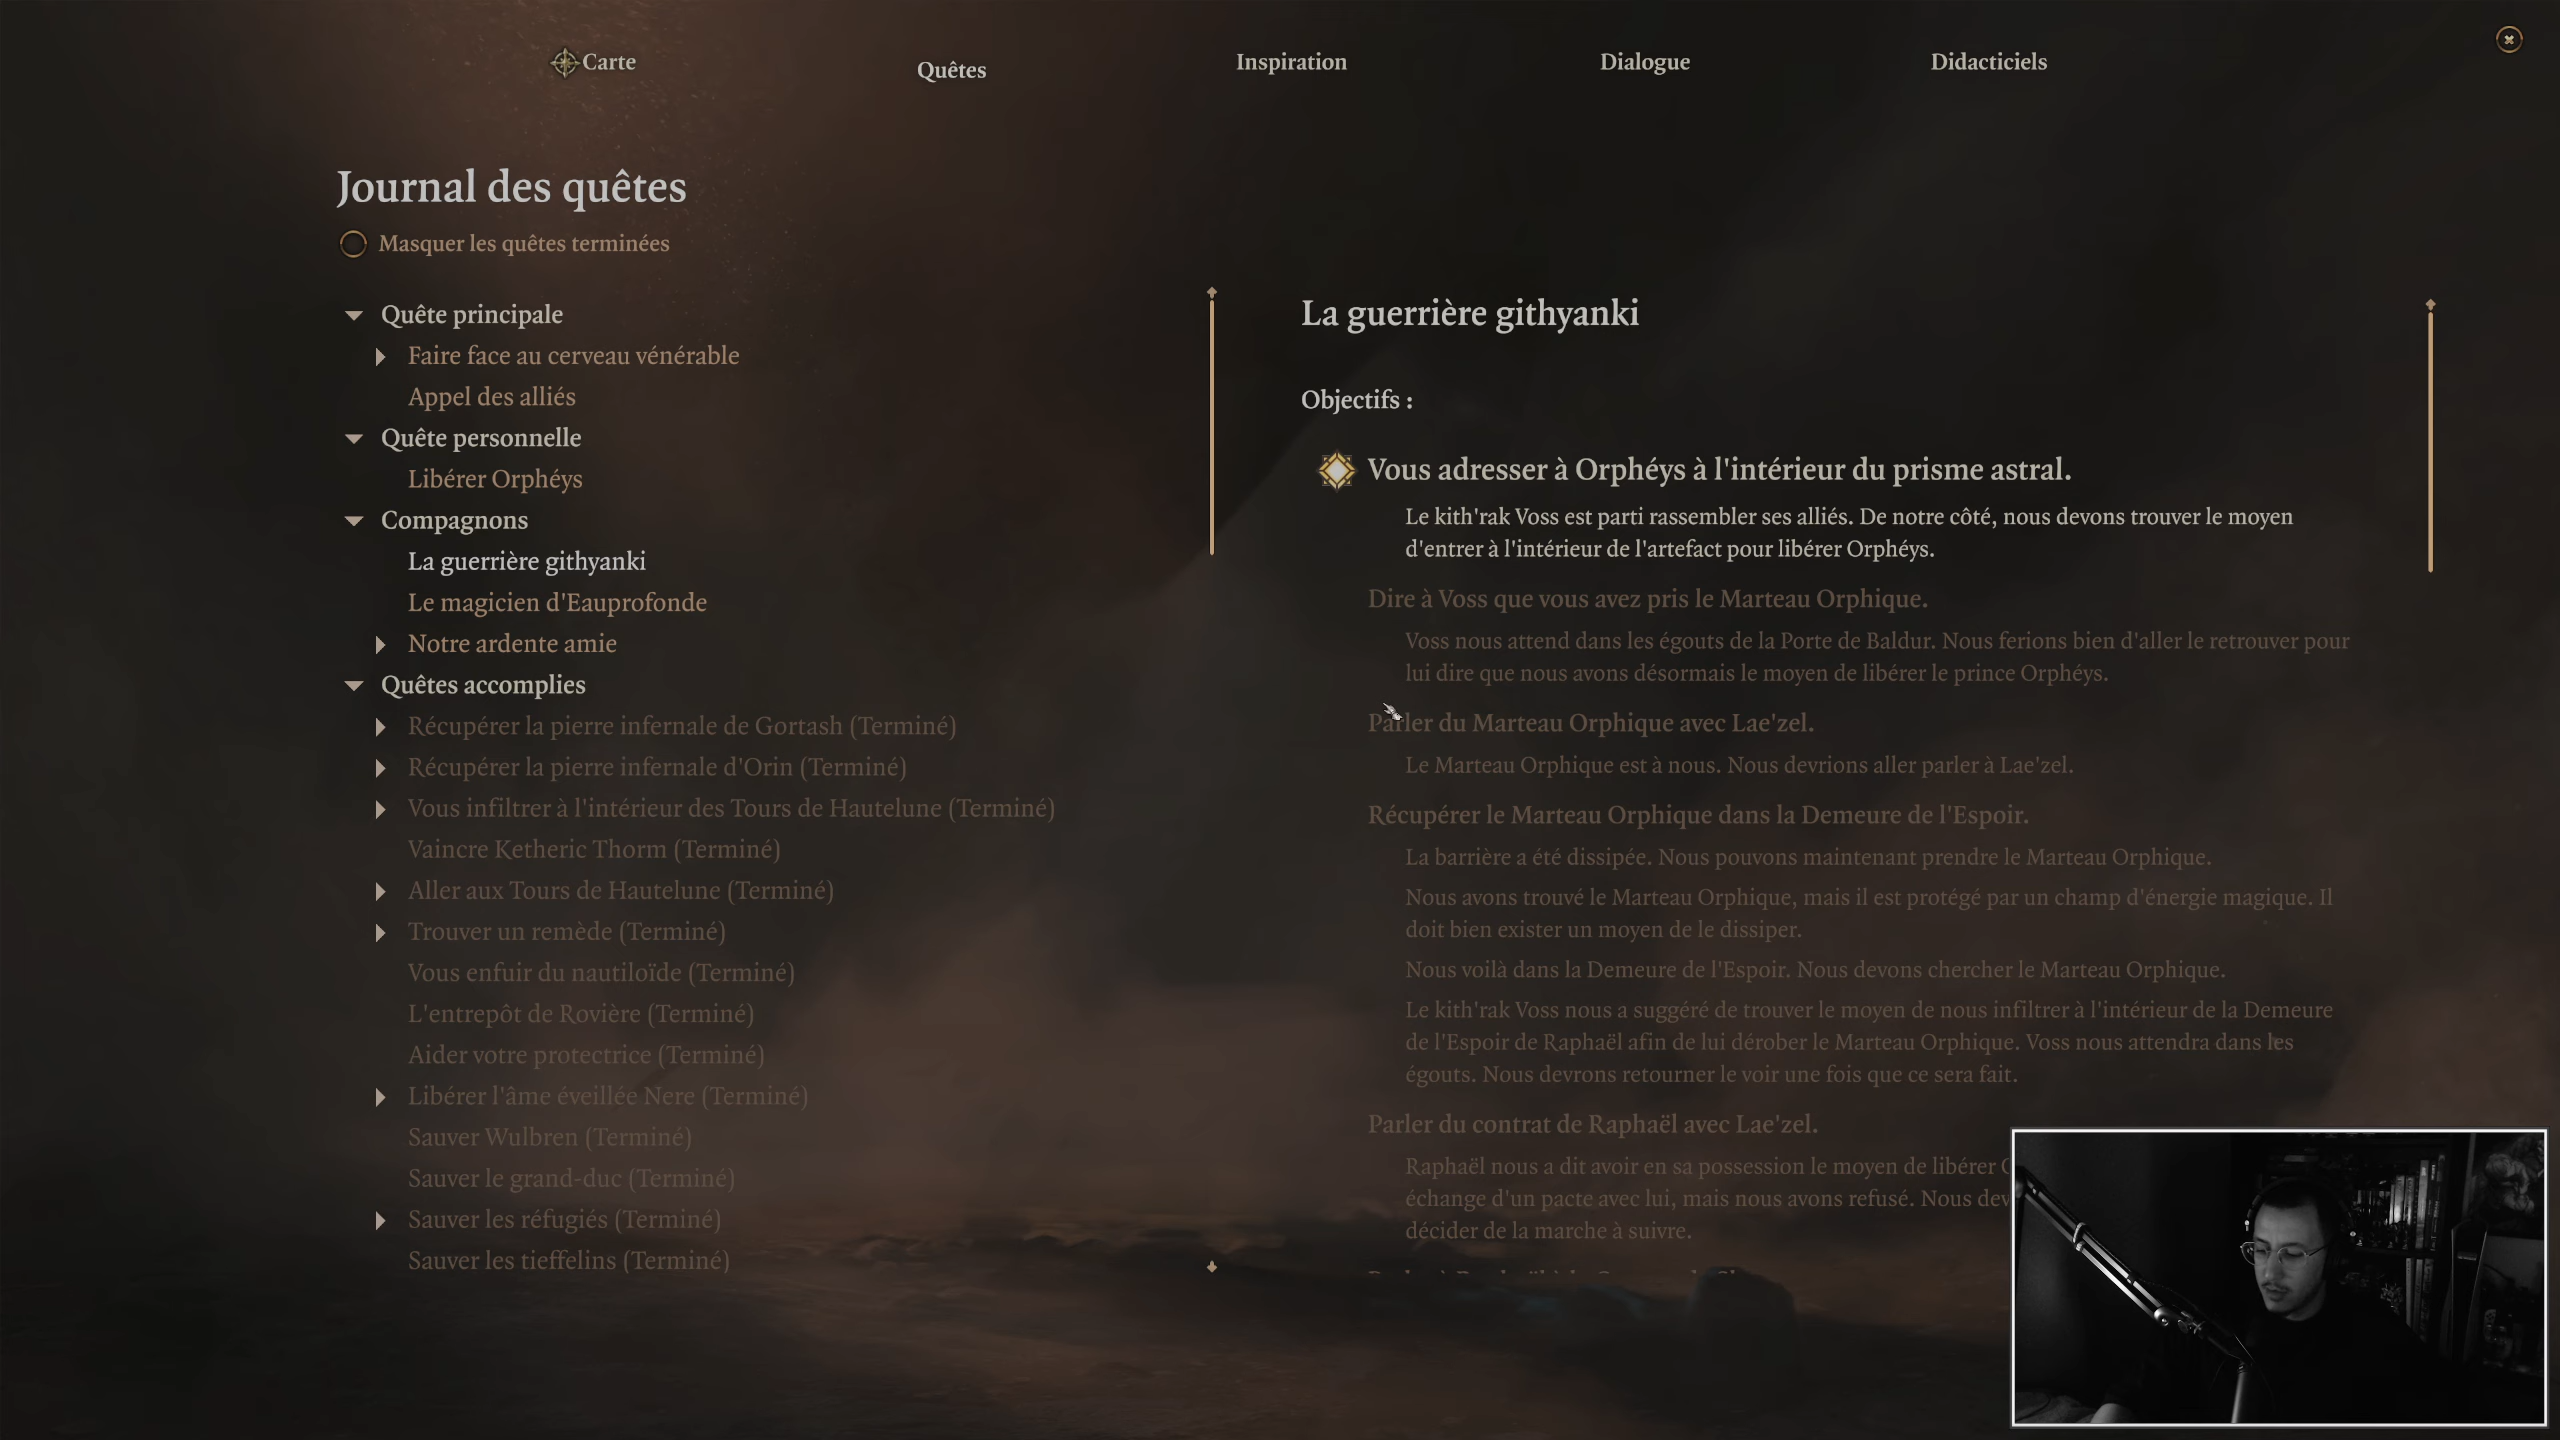 Carte
Quêtes
Inspiration
Dialogue
Didacticiels
Journal des quêtes
Masquer les quêtes terminées
Quête principale
Faire face au cerveau vénérable
Appel des alliés
Quête personnelle
Libérer Orphéys
Compagnons
La guerrière githyanki
Le magicien d'Eauprofonde
Notre ardente amie
Quêtes accomplies
Récupérer la pierre infernale de Gortash (Terminé)
Récupérer la pierre infernale d'Orin (Terminé)
Vous infiltrer à l'intérieur des Tours de Hautelune (Terminé)
Vaincre Ketheric Thorm (Terminé)
Aller aux Tours de Hautelune (Terminé)
Trouver un remède (Terminé)
Vous enfuir du nautiloïde (Terminé)
L'entrepôt de Rovière (Terminé)
Aider votre protectrice (Terminé)
Libérer l'âme éveillée Nere (Terminé)
Sauver Wulbren (Terminé)
Sauver le grand-duc (Terminé)
Sauver les réfugiés (Terminé)
Sauver les tieffelins (Terminé)
La guerrière githyanki
Objectifs :
Vous adresser à Orphéys à l'intérieur du prisme astral.
Le kith'rak Voss est parti rassembler ses alliés. De notre côté, nous devons trouver le moyen
d'entrer à l'intérieur de l'artefact pour libérer Orphéys.
Dire à Voss que vous avez pris le Marteau Orphique.
Voss nous attend dans les égouts de la Porte de Baldur. Nous ferions bien d'aller le retrouver pour
lui dire que nous avons désormais le moyen de libérer le prince Orphéys.
Parler du Marteau Orphique avec Lae'zel.
Le Marteau Orphique est à nous. Nous devrions aller parler à Lae'zel.
Récupérer le Marteau Orphique dans la Demeure de l'Espoir.
La barrière a été dissipée. Nous pouvons maintenant prendre le Marteau Orphique.
Nous avons trouvé le Marteau Orphique, mais il est protégé par un champ d'énergie magique. Il
doit bien exister un moyen de le dissiper.
Nous voilà dans la Demeure de l'Espoir. Nous devons chercher le Marteau Orphique.
Le kith'rak Voss nous a suggéré de trouver le moyen de nous infiltrer à l'intérieur de la Demeure
de l'Espoir de Raphaël afin de lui dérober le Marteau Orphique. Voss nous attendra dans les
égouts. Nous devrons retourner le voir une fois que ce sera fait.
Parler du contrat de Raphaël avec Lae'zel.
Raphaël nous a dit avoir en sa possession le moyen de libérer
échange d'un pacte avec lui, mais nous avons refusé. Nous
décider de la marche à suivre.